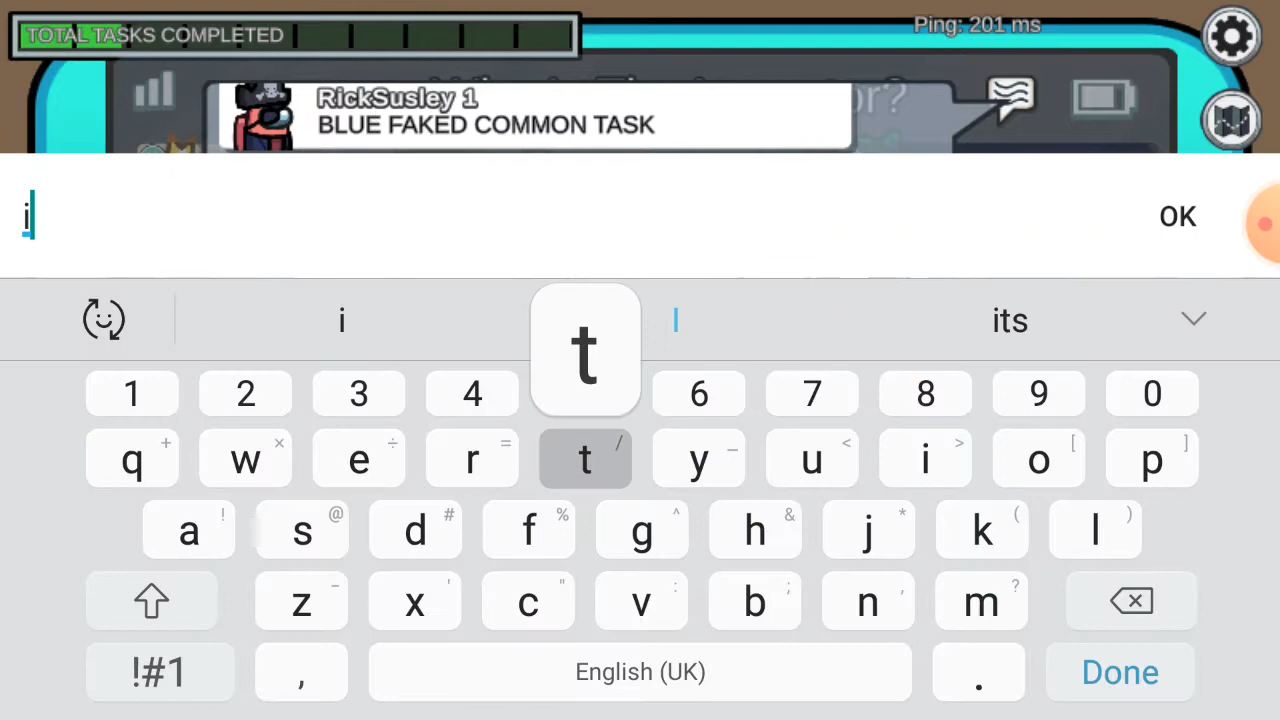 TOTAL TASKS COMPLETED
Ping: 201 ms
or?
RickSusley 1
BLUE FAKED COMMON TASK
i
OK
i
t
I
its
1 2 3 4 6 7 8 9 0
q + w × e ÷ r = t / y _ u < i > o [ p ]
a ! s @ d # f % g ^ h & j * k ( l )
z - x ' c " v : b ; n , m ?
!#1 , English (UK) . Done